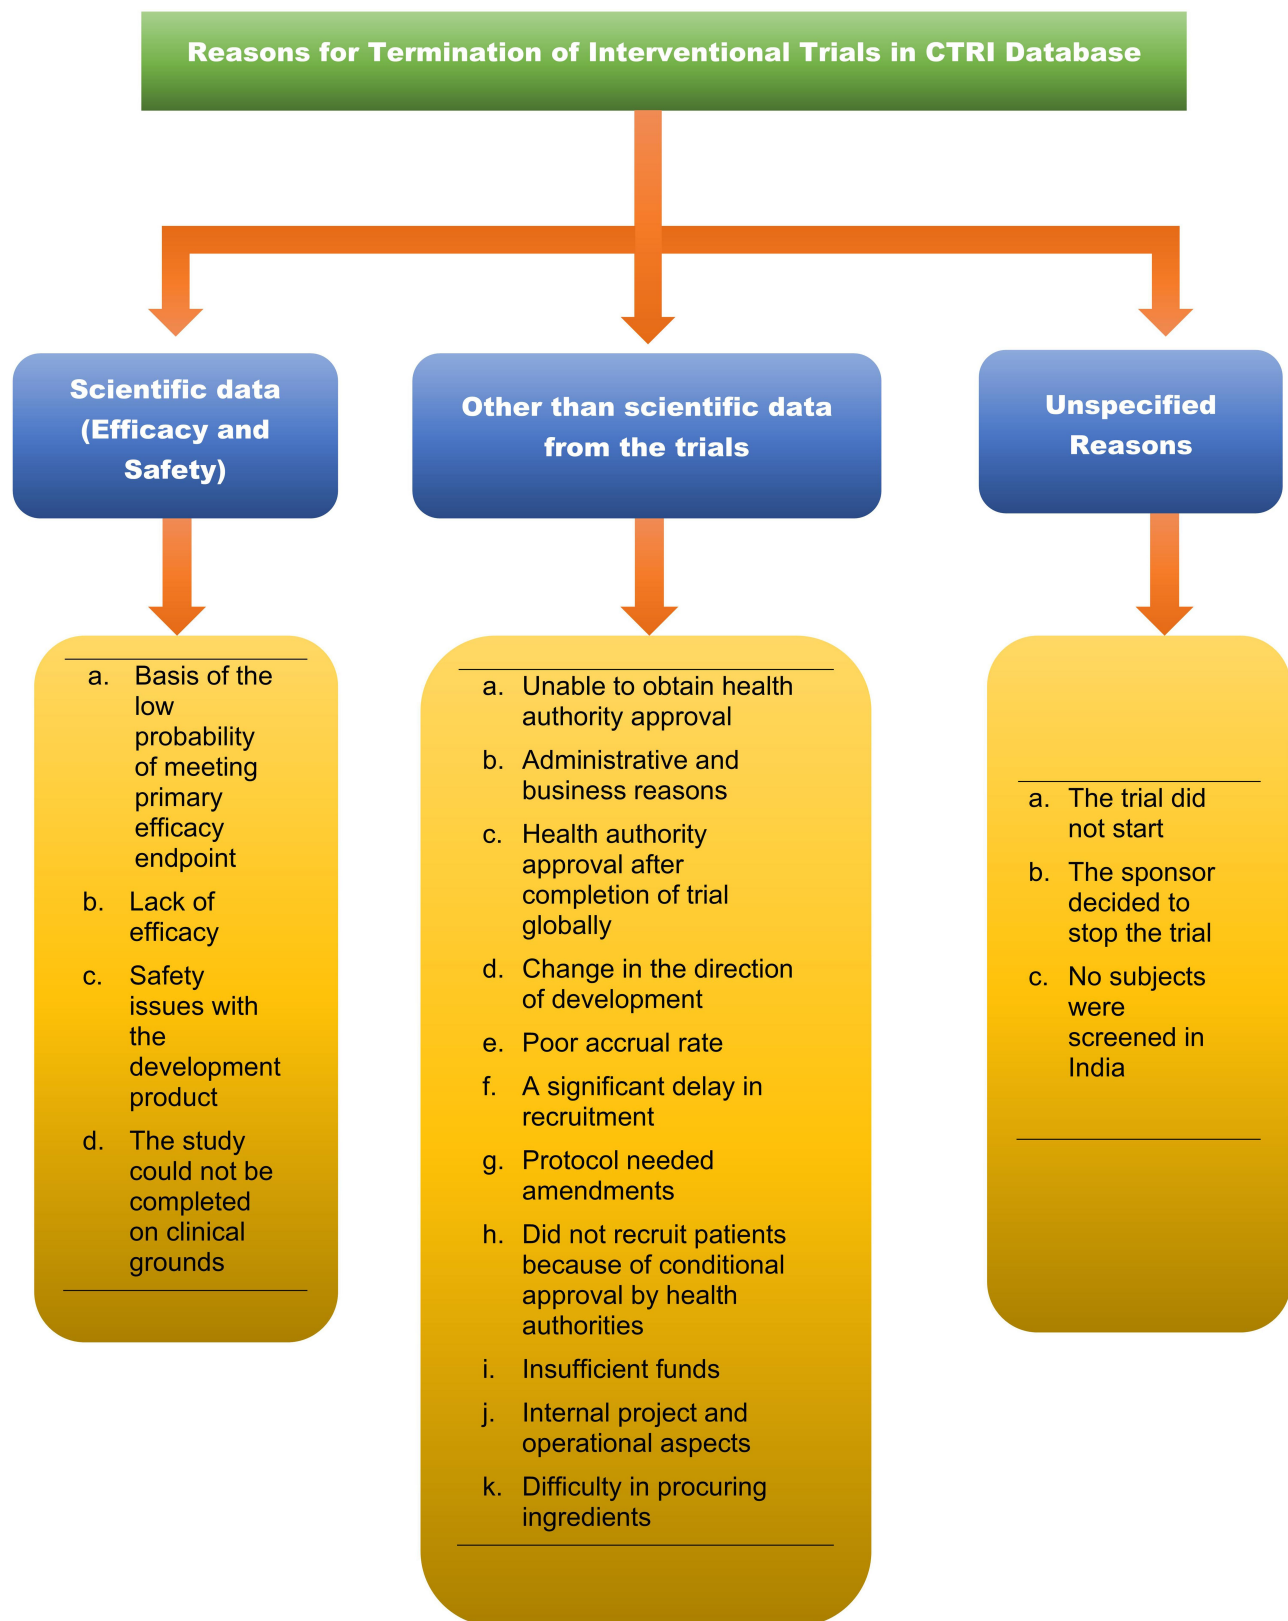 Reasons for Termination of Interventional Trials in CTRI Database
Scientific data
(Efficacy and
Safety)
Other than scientific data
from the trials
Unspecified
Reasons
a. Basis of the
low
probability
of meeting
primary
efficacy
endpoint
b. Lack of
efficacy
c. Safety
issues with
the
development
product
d. The study
could not be
completed
on clinical
grounds
a. Unable to obtain health
authority approval
b. Administrative and
business reasons
c. Health authority
approval after
completion of trial
globally
d. Change in the direction
of development
e. Poor accrual rate
f. A significant delay in
recruitment
g. Protocol needed
amendments
h. Did not recruit patients
because of conditional
approval by health
authorities
i. Insufficient funds
j. Internal project and
operational aspects
k. Difficulty in procuring
ingredients
a. The trial did
not start
b. The sponsor
decided to
stop the trial
c. No subjects
were
screened in
India